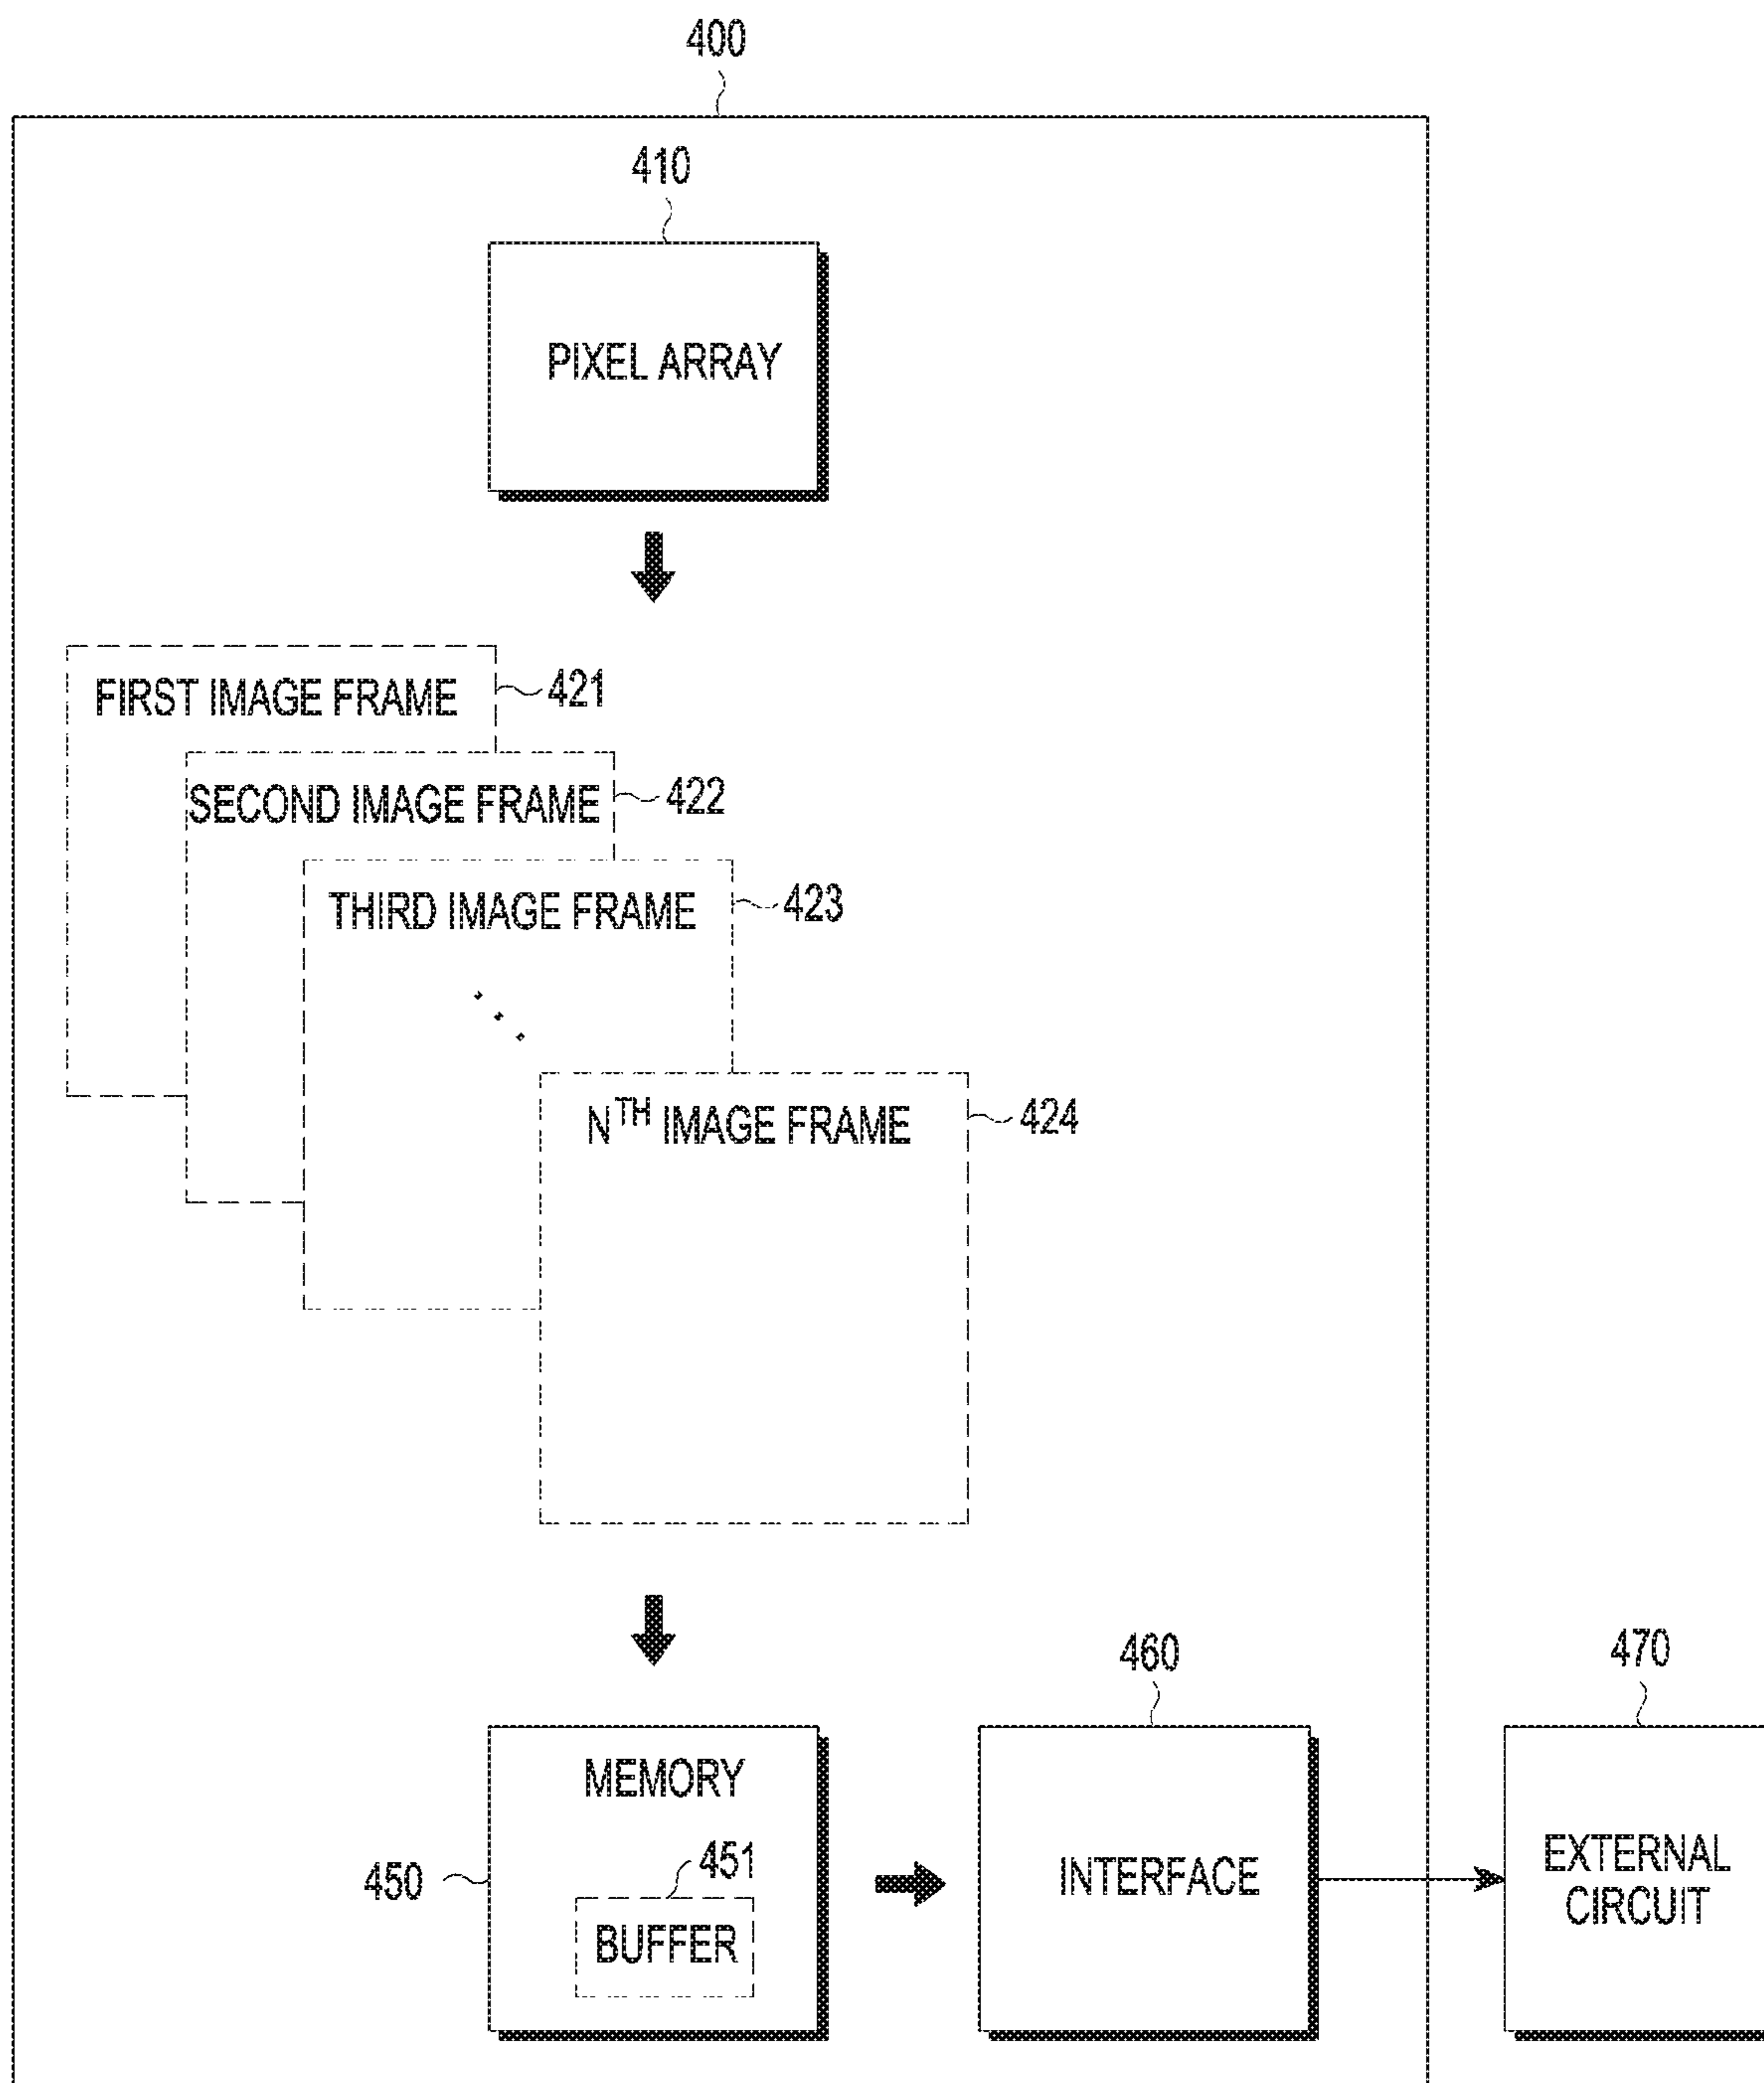 400
410
PIXEL ARRAY
FIRST IMAGE FRAME
421
SECOND IMAGE FRAME
422
THIRD IMAGE FRAME
423
NTH IMAGE FRAME
424
460
470
MEMORY
450
451
BUFFER
INTERFACE
EXTERNAL
CIRCUIT